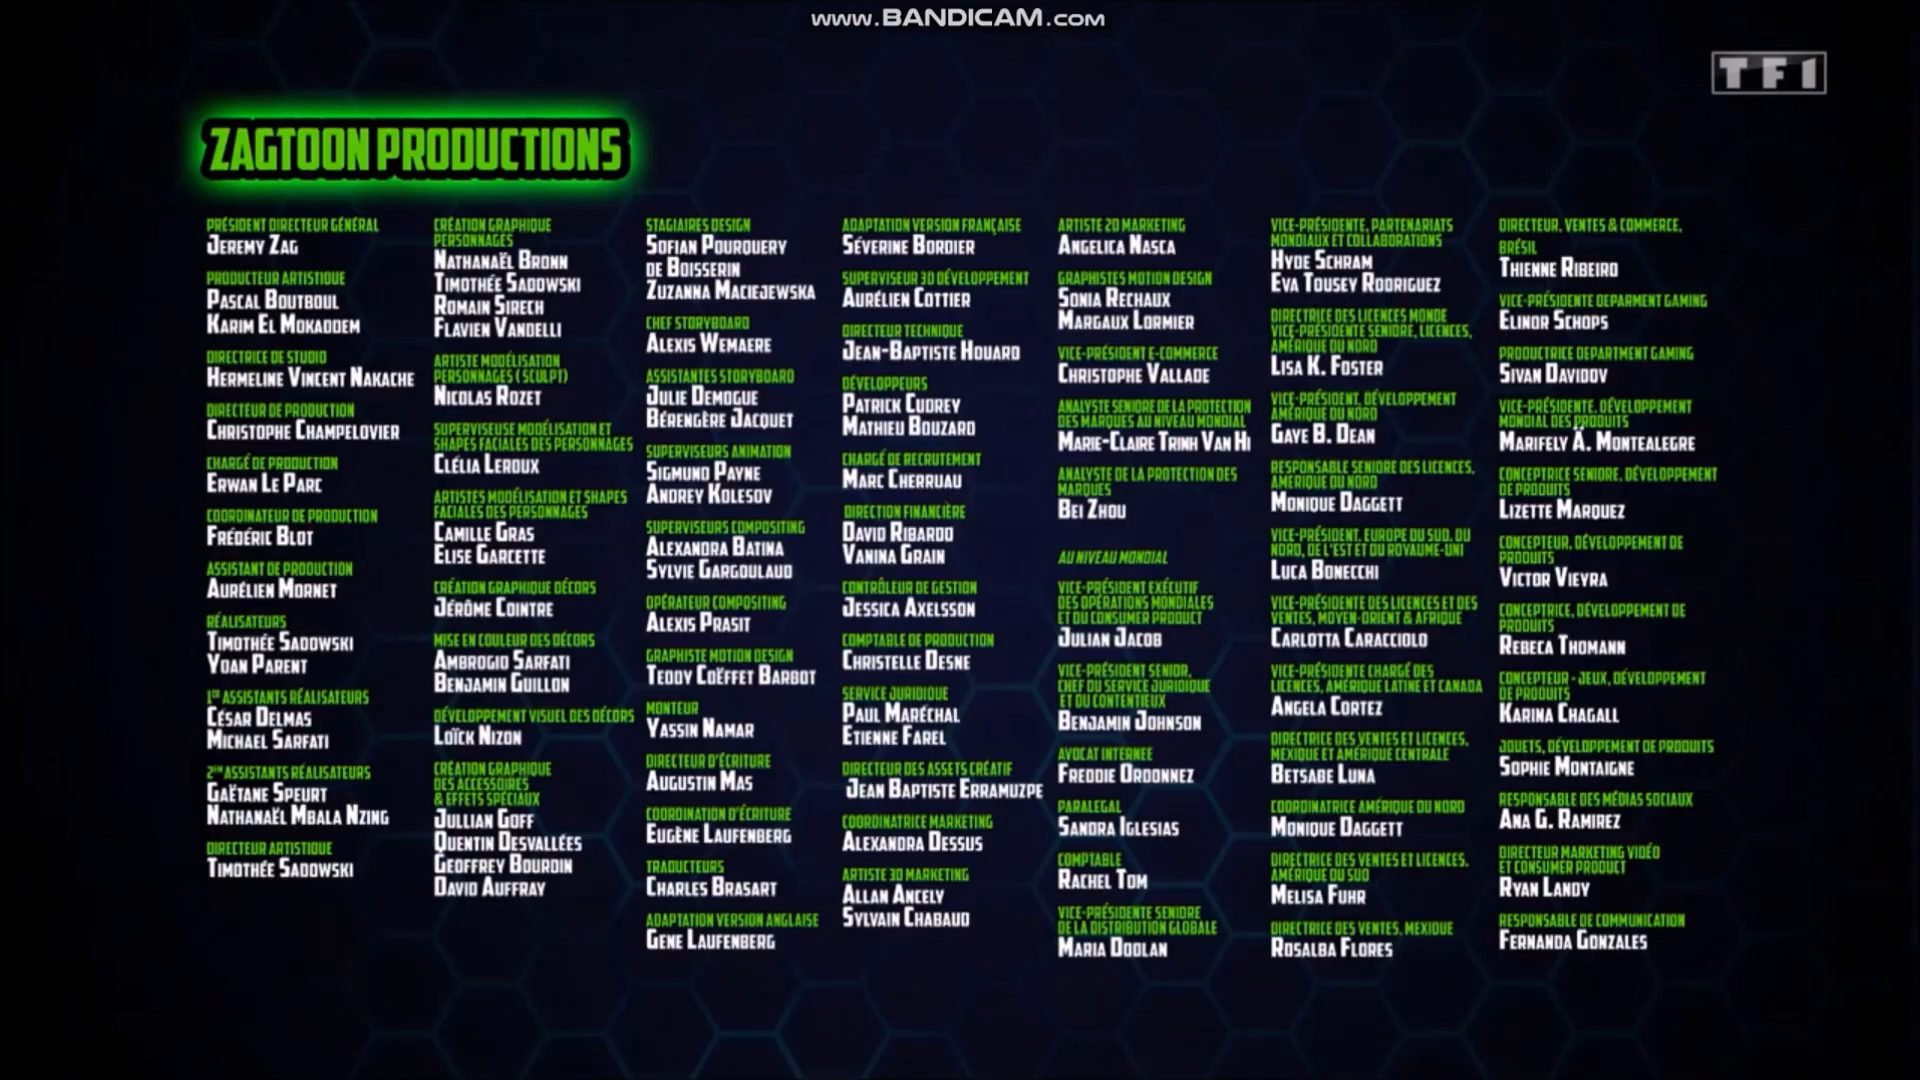 www.BANDICAM.com
TF1
ZAGTOON PRODUCTIONS
PRÉSIDENT DIRECTEUR GÉNÉRAL
JEREMY ZAG
PRODUCTEUR ARTISTIQUE
PASCAL BOUTBOUL
KARIM EL MOKADDEM
DIRECTRICE DE STUDIO
HERMELINE VINCENT NAKACHE
DIRECTEUR DE PRODUCTION
CHRISTOPHE CHAMPELOVIER
CHARGÉ DE PRODUCTION
ERWAN LE PARC
COORDINATEUR DE PRODUCTION
FRÉDÉRIC BLOT
ASSISTANT DE PRODUCTION
AURÉLIEN MORNET
RÉALISATEURS
TIMOTHÉE SADOWSKI
YOAN PARENT
1ER ASSISTANTS RÉALISATEURS
CÉSAR DELMAS
MICHAEL SARFATI
2EM ASSISTANTS RÉALISATEURS
GAËTANE SPEURT
NATHANAËL MBALA NZING
DIRECTEUR ARTISTIQUE
TIMOTHÉE SADOWSKI
CRÉATION GRAPHIQUE
PERSONNAGES
NATHANAËL BRONN
TIMOTHÉE SADOWSKI
ROMAIN SIRECH
FLAVIEN VANDELLI
ARTISTE MODÉLISATION
PERSONNAGES (SCULPT)
NICOLAS ROZET
SUPERVISEUSE MODÉLISATION ET
SHAPES FACIALES DES PERSONNAGES
CLÉLIA LEROUX
ARTISTES MODÉLISATION ET SHAPES
FACIALES DES PERSONNAGES
CAMILLE GRAS
ELISE GARCETTE
CRÉATION GRAPHIQUE DÉCORS
JÉRÔME COINTRE
MISE EN COULEUR DES DÉCORS
AMBROGIO SARFATI
BENJAMIN GUILLON
DÉVELOPPEMENT VISUEL DES DÉCORS
LOÏCK NIZON
CRÉATION GRAPHIQUE
DES ACCESSOIRES
& EFFETS SPÉCIAUX
JULLIAN GOFF
QUENTIN DESVALLÉES
GEOFFREY BOURDIN
DAVID AUFFRAY
STAGIAIRES DESIGN
SOFIAN POURQUERY
DE BOISSERIN
ZUZANNA MACIEJEWSKA
CHEF STORYBOARD
ALEXIS WEMAERE
ASSISTANTES STORYBOARD
JULIE DEMOGUE
BÉRENGÈRE JACQUET
SUPERVISEURS ANIMATION
SIGMUND PAYNE
ANDREY KOLESOV
SUPERVISEURS COMPOSITING
ALEXANDRA BATINA
SYLVIE GARGOULAUD
OPÉRATEUR COMPOSITING
ALEXIS PRASIT
GRAPHISTE MOTION DESIGN
TEDDY COËFFET BARBOT
MONTEUR
YASSIN NAMAR
DIRECTEUR D'ÉCRITURE
AUGUSTIN MAS
COORDINATION D'ÉCRITURE
EUGÈNE LAUFENBERG
TRADUCTEURS
CHARLES BRASART
ADAPTATION VERSION ANGLAISE
GENE LAUFENBERG
ADAPTATION VERSION FRANÇAISE
SÉVERINE BORDIER
SUPERVISEUR 3D DÉVELOPPEMENT
AURÉLIEN COTTIER
DIRECTEUR TECHNIQUE
JEAN-BAPTISTE HOUARD
DÉVELOPPEURS
PATRICK CUDREY
MATHIEU BOUZARD
CHARGÉ DE RECRUTEMENT
MARC CHERRUAU
DIRECTION FINANCIÈRE
DAVID RIBARDO
VANINA GRAIN
CONTRÔLEUR DE GESTION
JESSICA AXELSSON
COMPTABLE DE PRODUCTION
CHRISTELLE DESNE
SERVICE JURIDIQUE
PAUL MARÉCHAL
ETIENNE FAREL
DIRECTEUR DES ASSETS CRÉATIF
JEAN BAPTISTE ERRAMUZPE
COORDINATRICE MARKETING
ALEXANDRA DESSUS
ARTISTE 3D MARKETING
ALLAN ANCELY
SYLVAIN CHABAUD
ARTISTE 2D MARKETING
ANGELICA NASCA
GRAPHISTES MOTION DESIGN
SONIA RECHAUX
MARGAUX LORMIER
VICE-PRÉSIDENT E-COMMERCE
CHRISTOPHE VALLADE
ANALYSTE SENIORE DE LA PROTECTION
DES MARQUES AU NIVEAU MONDIAL
MARIE-CLAIRE TRINH VAN HI
ANALYSTE DE LA PROTECTION DES
MARQUES
BEI ZHOU
AU NIVEAU MONDIAL
VICE-PRÉSIDENT EXÉCUTIF
DES OPÉRATIONS MONDIALES
ET DU CONSUMER PRODUCT
JULIAN JACOB
VICE-PRÉSIDENT SENIOR,
CHEF DU SERVICE JURIDIQUE
ET DU CONTENTIEUX
BENJAMIN JOHNSON
AVOCAT INTERNEE
FREDDIE ORDONNEZ
PARALEGAL
SANDRA IGLESIAS
COMPTABLE
RACHEL TOM
VICE-PRÉSIDENTE SENIORE
DE LA DISTRIBUTION GLOBALE
MARIA DOOLAN
VICE-PRÉSIDENTE, PARTENARIATS
MONDIAUX ET COLLABORATIONS
HYDE SCHRAM
EVA TOUSEY RODRIGUEZ
DIRECTRICE DES LICENCES MONDE
VICE-PRÉSIDENTE SENIORE, LICENCES,
AMÉRIQUE DU NORD
LISA K. FOSTER
VICE-PRÉSIDENT, DÉVELOPPEMENT
AMÉRIQUE DU NORD
GAYE B. DEAN
RESPONSABLE SENIORE DES LICENCES,
AMÉRIQUE DU NORD
MONIQUE DAGGETT
VICE-PRÉSIDENT, EUROPE DU SUD, DU
NORD, DE L'EST ET DU ROYAUME-UNI
LUCA BONECCHI
VICE-PRÉSIDENTE DES LICENCES ET DES
VENTES, MOYEN-ORIENT & AFRIQUE
CARLOTTA CARACCIOLO
VICE-PRÉSIDENTE CHARGÉ DES
LICENCES, AMÉRIQUE LATINE ET CANADA
ANGELA CORTEZ
DIRECTRICE DES VENTES ET LICENCES,
MEXIQUE ET AMÉRIQUE CENTRALE
BETSABE LUNA
COORDINATRICE AMÉRIQUE DU NORD
MONIQUE DAGGETT
DIRECTRICE DES VENTES ET LICENCES,
AMÉRIQUE DU SUD
MELISA FUHR
DIRECTRICE DES VENTES, MEXIQUE
ROSALBA FLORES
DIRECTEUR, VENTES & COMMERCE,
BRÉSIL
THIENNE RIBEIRO
VICE-PRÉSIDENTE DEPARMENT GAMING
ELINOR SCHOPS
PRODUCTRICE DEPARTMENT GAMING
SIVAN DAVIDOV
VICE-PRÉSIDENTE, DÉVELOPPEMENT
MONDIAL DES PRODUITS
MARIFELY Ä. MONTEALEGRE
CONCEPTRICE SENIORE, DÉVELOPPEMENT
DE PRODUITS
LIZETTE MARQUEZ
CONCEPTEUR, DÉVELOPPEMENT DE
PRODUITS
VICTOR VIEYRA
CONCEPTRICE, DÉVELOPPEMENT DE
PRODUITS
REBECA THOMANN
CONCEPTEUR - JEUX, DÉVELOPPEMENT
DE PRODUITS
KARINA CHAGALL
JOUETS, DÉVELOPPEMENT DE PRODUITS
SOPHIE MONTAIGNE
RESPONSABLE DES MÉDIAS SOCIAUX
ANA G. RAMIREZ
DIRECTEUR MARKETING VIDÉO
ET CONSUMER PRODUCT
RYAN LANDY
RESPONSABLE DE COMMUNICATION
FERNANDA GONZALES